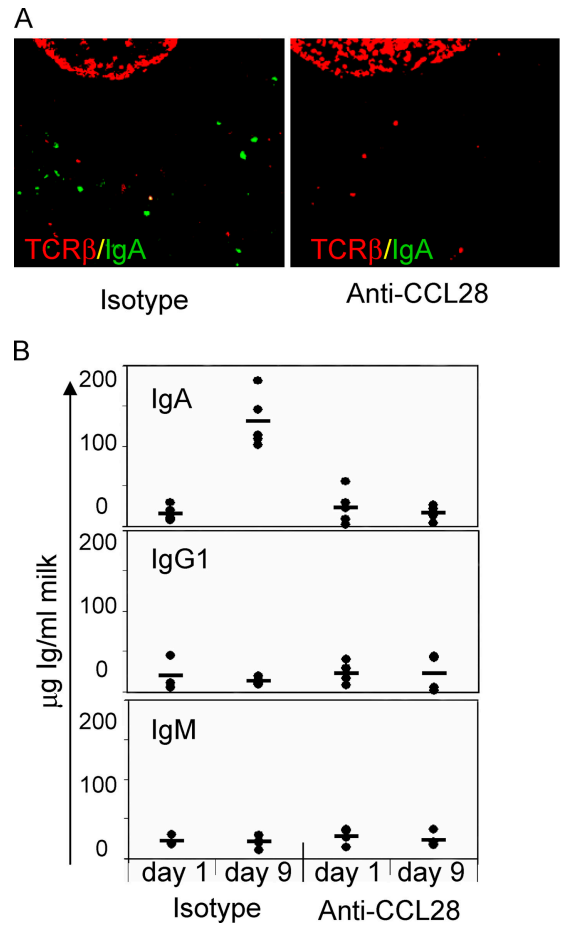 A
TCRβ/IgA
TCRβ/IgA
Isotype
Anti-CCL28
B
µg Ig/ml milk
200
100
0
IgA
200
100
0
IgG1
200
100
0
IgM
day 1 day 9 day 1 day 9
Isotype Anti-CCL28